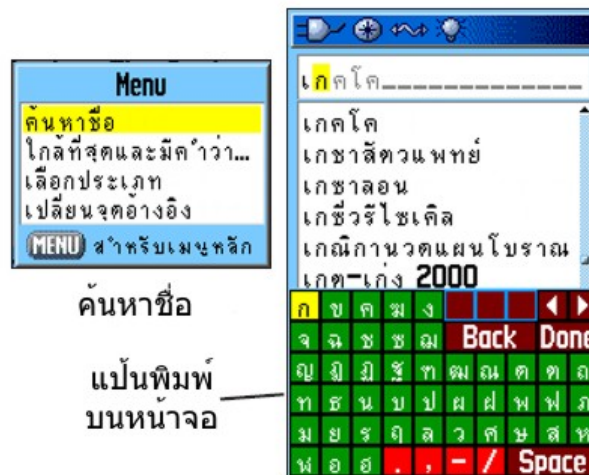 Menu
ค้นหาชื่อ
ใกล้ที่สุดและมีคำว่า...
เลือกประเภท
เปลี่ยนจุดอ้างอิง
MENU สำหรับเมนูหลัก
ค้นหาชื่อ
แป้นพิมพ์
บนหน้าจอ
เกคโค
เกคโค
เกชาสัตวแพทย์
เกชาลอน
เกชีวรีไซเคิล
เกณิกานวดแผนโบราณ
เกฑ-เก่ง 2000
ก ข ค ฆ ง
จ ฉ ช ซ ฌ Back Done
ญ ฎ ฏ ฐ ฑ ฒ ณ ด ต ถ
ท ธ น บ ป ผ ฝ พ ฟ ภ
ม ย ร ฤ ล ว ศ ษ ส ห
ฬ อ ฮ . , - / Space